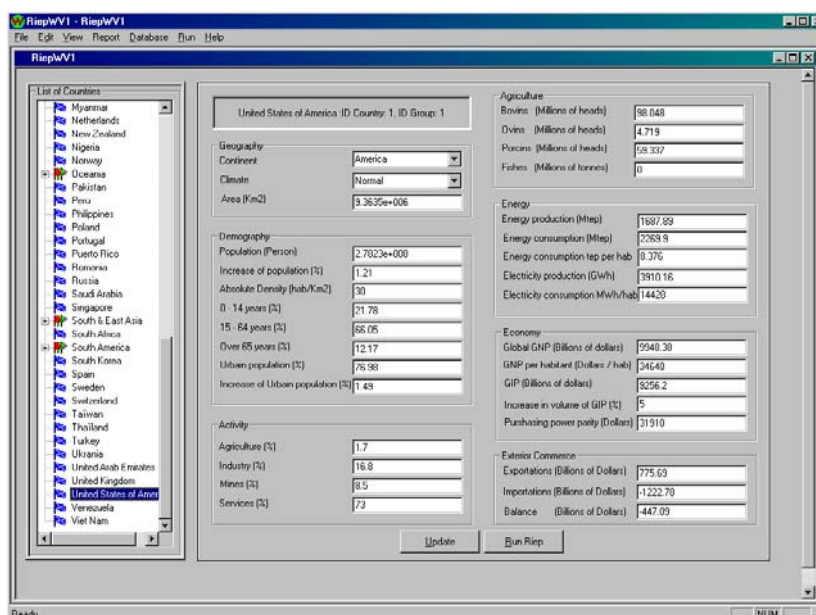 RiepWV1 - RiepWV1
File Edit View Report Database Run Help
RiepWV1
List of Countries
Myanmar
Netherlands
New Zealand
Nigeria
Norway
Oceania
Pakistan
Peru
Philippines
Poland
Portugal
Puerto Rico
Romania
Russia
Saudi Arabia
Singapore
South & East Asia
South Africa
South America
South Korea
Spain
Sweden
Switzerland
Taïwan
Thaïland
Turkey
Ukrania
United Arab Emirates
United Kingdom
United States of Amer
Venezuela
Viet Nam
United States of America :ID Country: 1, ID Group: 1
Geography
Continent America
Climate Normal
Area (Km2) 9.3635e+006
Demography
Population (Person) 2.7823e+008
Increase of population (%) 1.21
Absolute Density (hab/Km2) 30
0 - 14 years (%) 21.78
15 - 64 years (%) 66.05
Over 65 years (%) 12.17
Urban population (%) 76.98
Increase of Urban population (%) 1.49
Activity
Agriculture (%) 1.7
Industry (%) 16.8
Mines (%) 8.5
Services (%) 73
Agriculture
Bovins (Millions of heads) 98.048
Ovins (Millions of heads) 4.719
Porcins (Millions of heads) 59.337
Fishes (Millions of tonnes) 0
Energy
Energy production (Mtep) 1687.89
Energy consumption (Mtep) 2269.9
Energy consumption tep per hab 8.376
Electricity production (GWh) 3910.16
Electricity consumption MWh/hab 14428
Economy
Global GNP (Billions of dollars) 9948.38
GNP per habitant (Dollars / hab) 34640
GIP (Billions of dollars) 9256.2
Increase in volume of GIP (%) 5
Purshasing power parity (Dollars) 31910
Exterior Commerce
Exportations (Billions of Dollars) 775.69
Importations (Billions of Dollars) -1222.78
Balance (Billions of Dollars) -447.09
Update Run Riep
Ready NUM